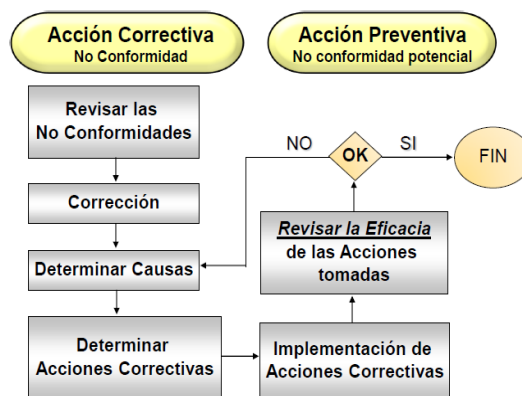 Acción Correctiva
No Conformidad
Acción Preventiva
No conformidad potencial
Revisar las
No Conformidades
Corrección
Determinar Causas
Determinar
Acciones Correctivas
Implementación de
Acciones Correctivas
Revisar la Eficacia
de las Acciones
tomadas
NO
OK
SI
FIN